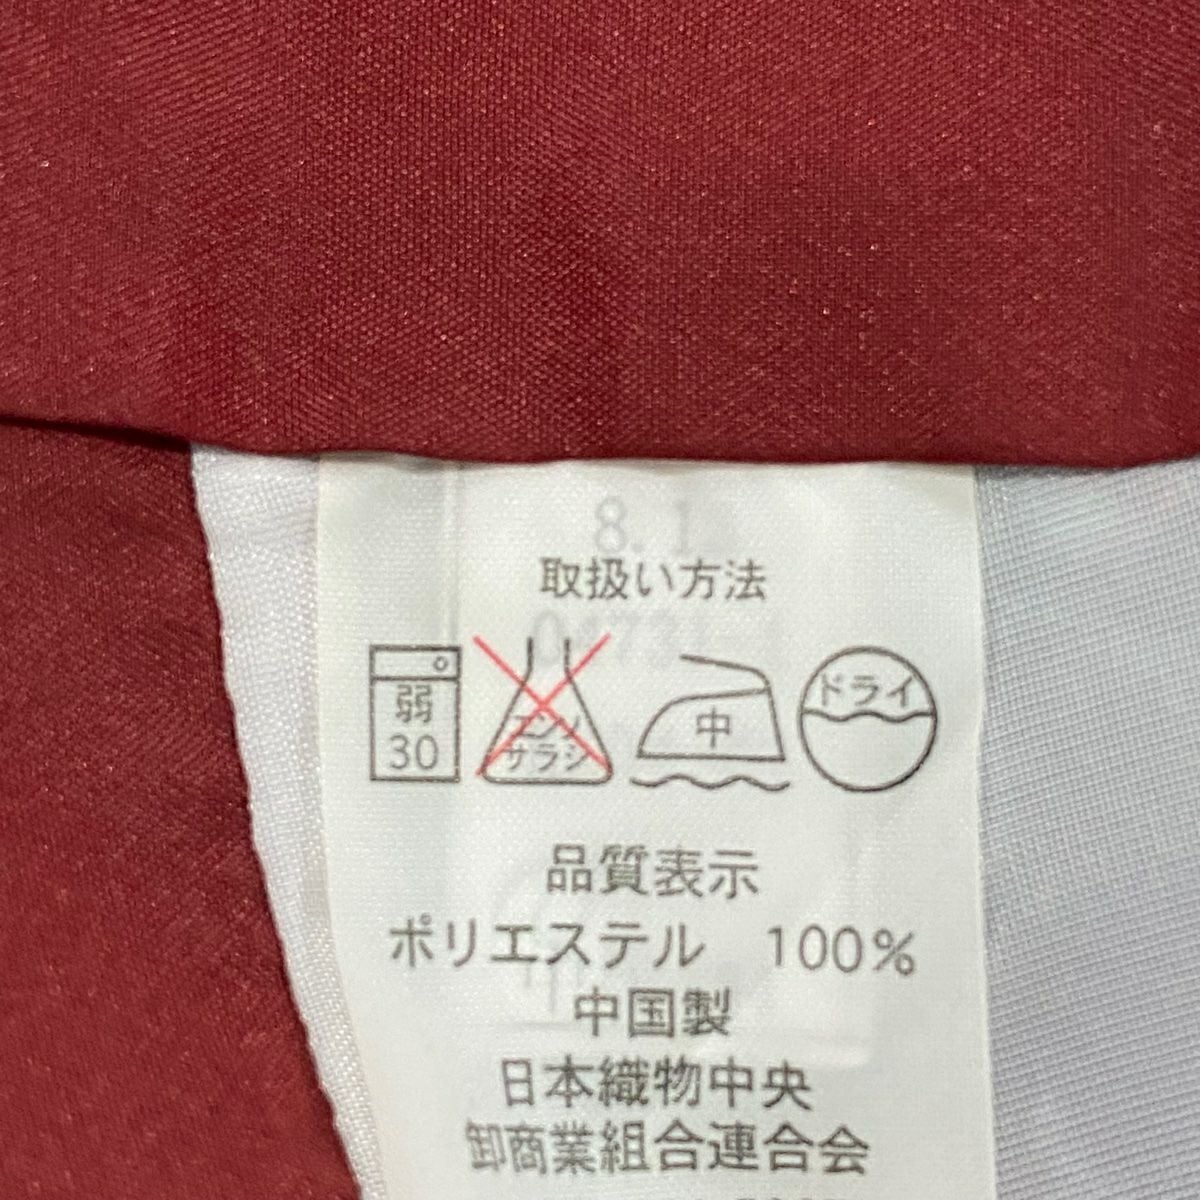 取扱い方法
弱
30
エンソ
サラシ
中
ドライ
品質表示
ポリエステル 100%
中国製
日本織物中央
卸商業組合連合会